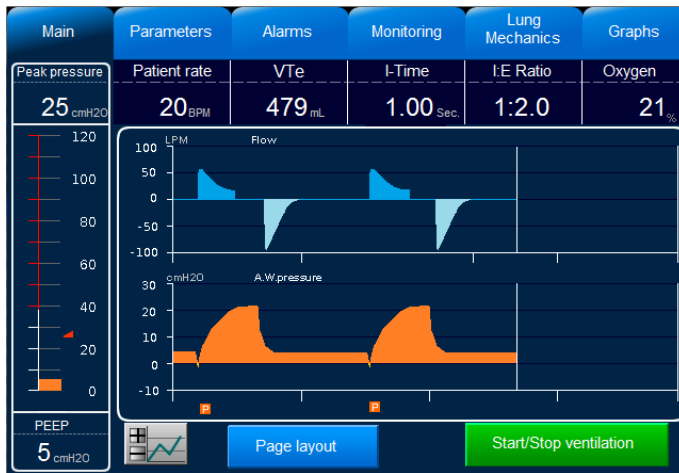 Main
Parameters
Alarms
Monitoring
Lung
Mechanics
Graphs
Peak pressure
Patient rate
VTe
I-Time
I:E Ratio
Oxygen
25 cmH2O
20 BPM
479 mL
1.00 Sec.
1:2.0
21 %
120
100
80
60
40
20
0
LPM
Flow
100
50
0
-50
-100
cmH2O
A.W.pressure
30
20
10
0
-10
P
P
PEEP
5 cmH2O
Page layout
Start/Stop ventilation